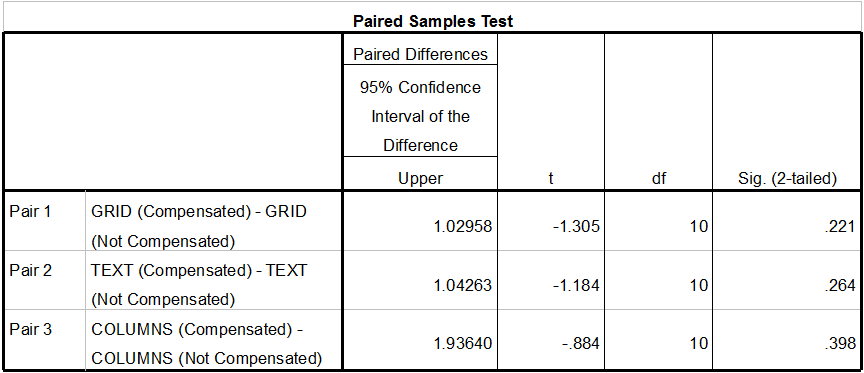 Paired Samples Test
Paired Differences
95% Confidence
Interval of the
Difference
Upper t df Sig. (2-tailed)
Pair 1 GRID (Compensated) - GRID
(Not Compensated) 1.02958 -1.305 10 .221
Pair 2 TEXT (Compensated) - TEXT
(Not Compensated) 1.04263 -1.184 10 .264
Pair 3 COLUMNS (Compensated) -
COLUMNS (Not Compensated) 1.93640 -.884 10 .398